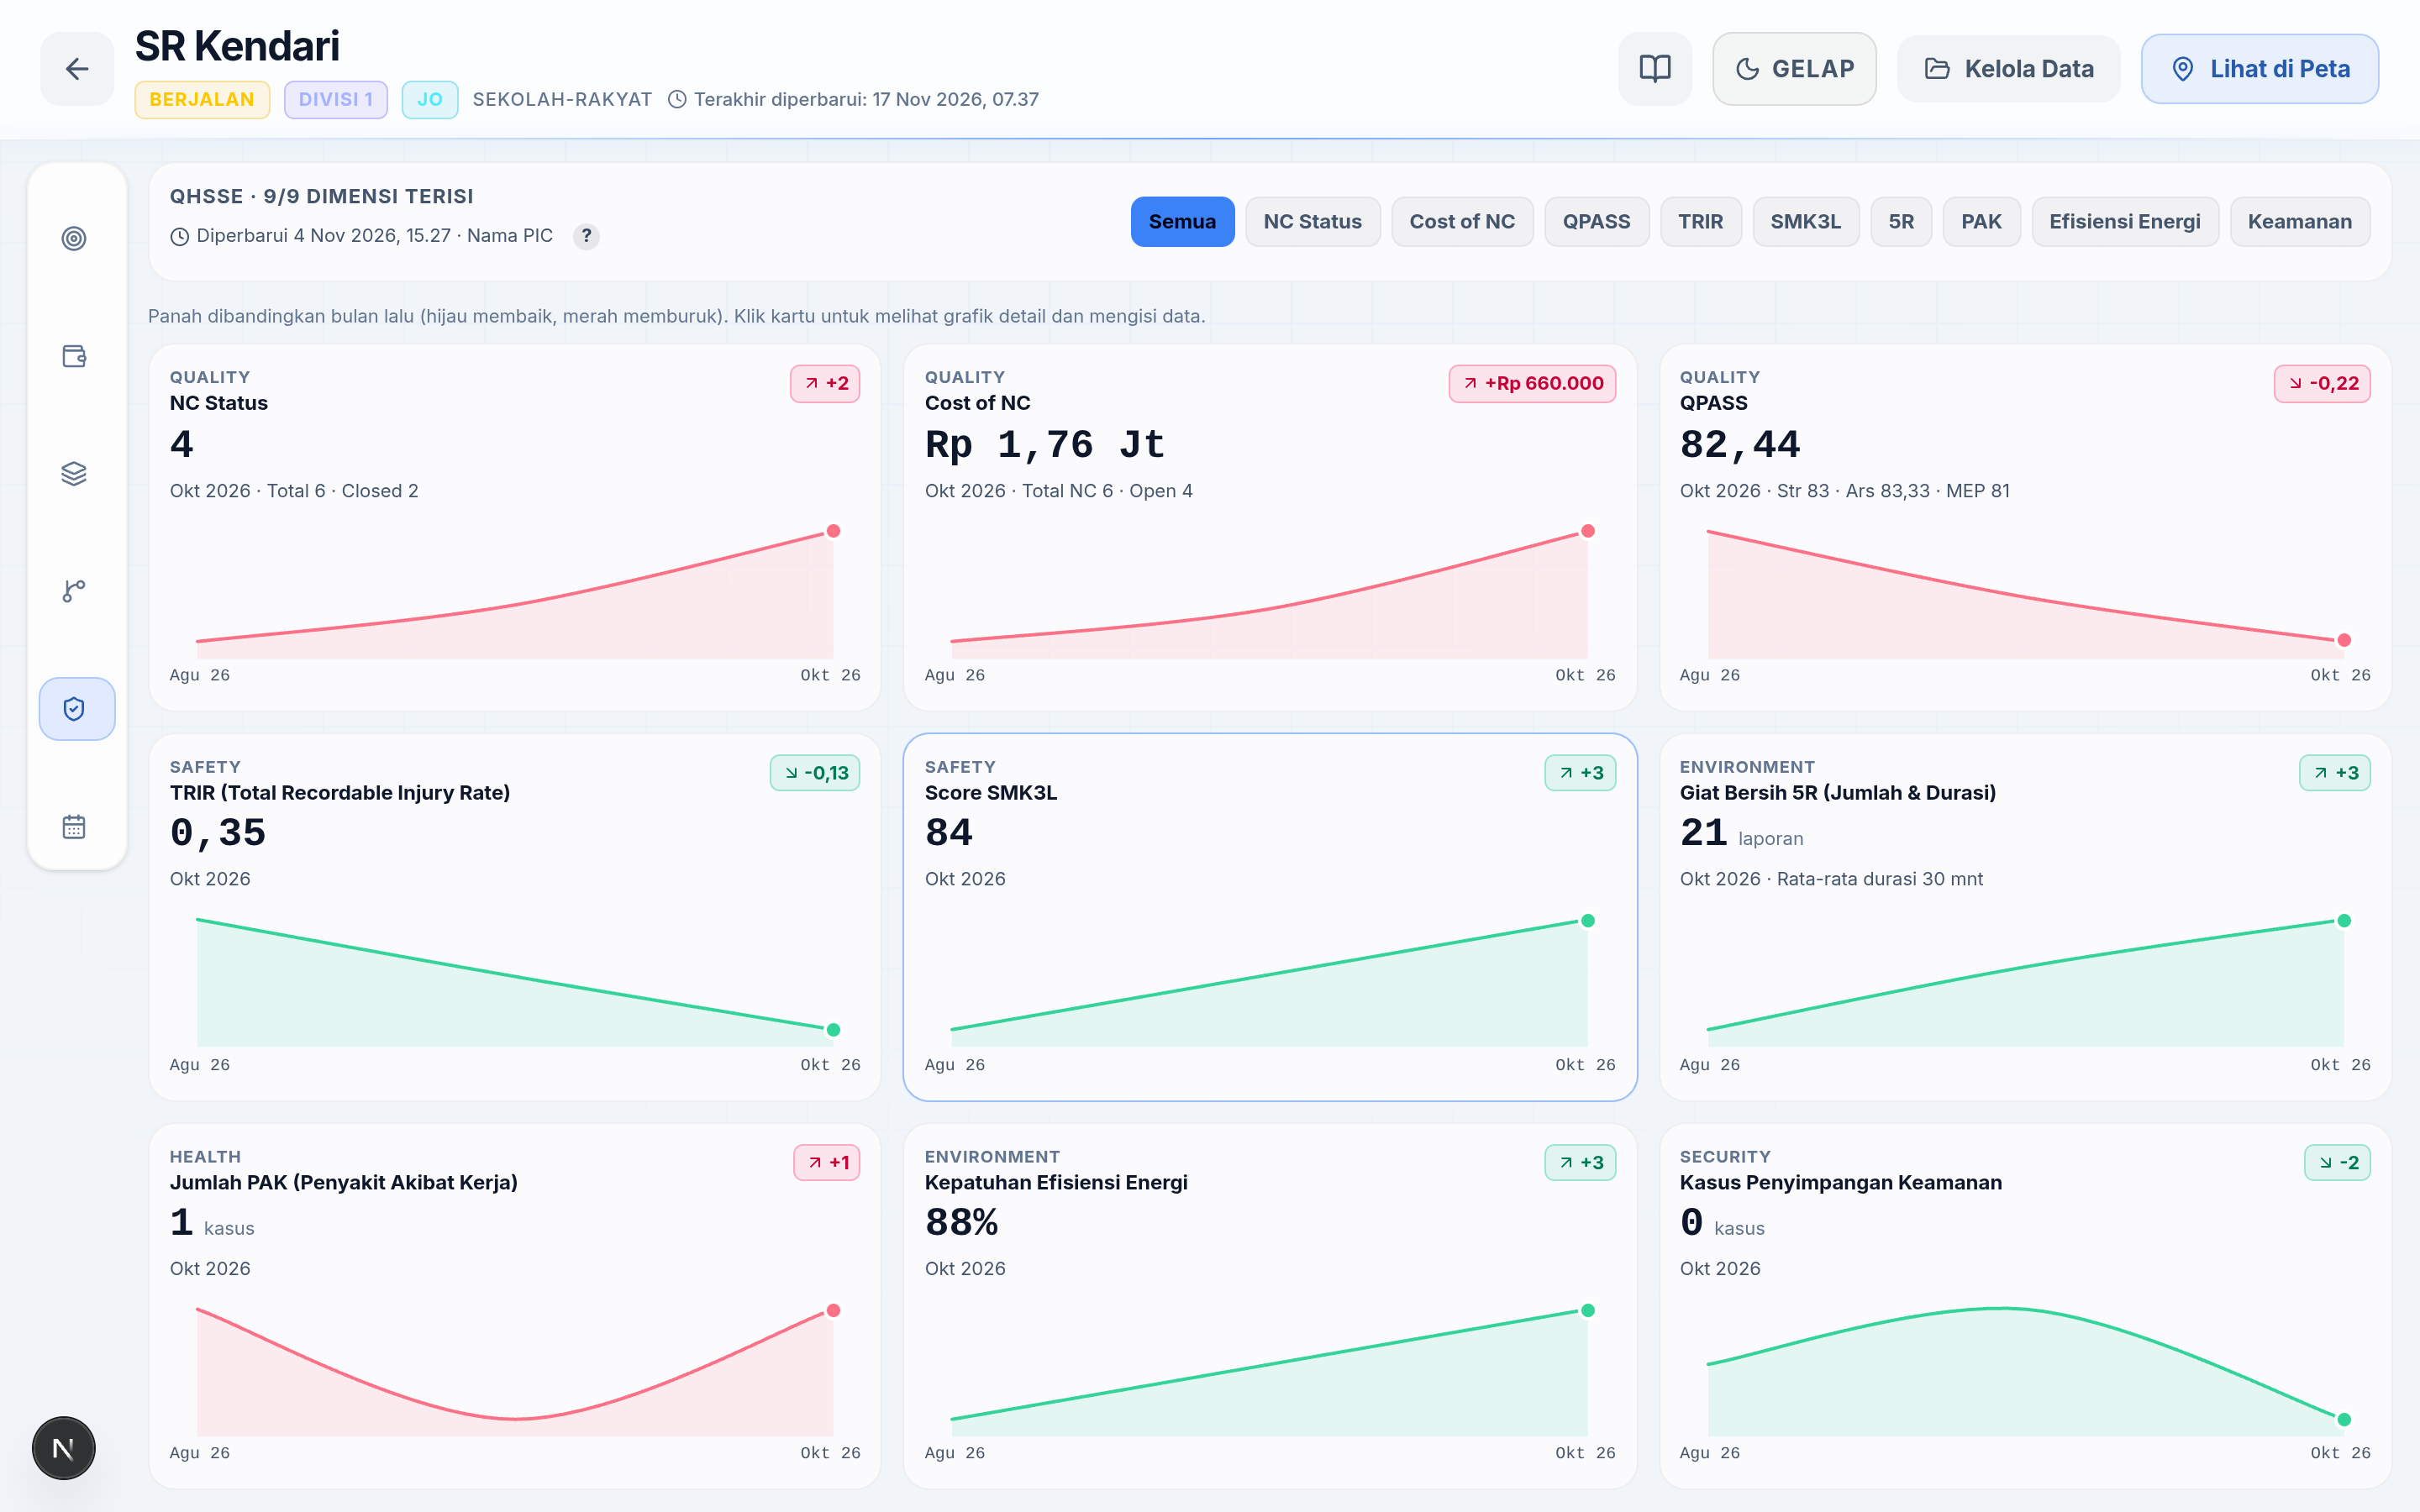 SR Kendari
BERJALAN DIVISI 1 JO SEKOLAH-RAKYAT Terakhir diperbarui: 17 Nov 2026, 07.37
GELAP
Kelola Data
Lihat di Peta
QHSSE · 9/9 DIMENSI TERISI
Diperbarui 4 Nov 2026, 15.27 · Nama PIC ?
Semua NC Status Cost of NC QPASS TRIR SMK3L 5R PAK Efisiensi Energi Keamanan
Panah dibandingkan bulan lalu (hijau membaik, merah memburuk). Klik kartu untuk melihat grafik detail dan mengisi data.
QUALITY
NC Status
+2
4
Okt 2026 · Total 6 · Closed 2
Agu 26 Okt 26
QUALITY
Cost of NC
+Rp 660.000
Rp 1,76 Jt
Okt 2026 · Total NC 6 · Open 4
Agu 26 Okt 26
QUALITY
QPASS
-0,22
82,44
Okt 2026 · Str 83 · Ars 83,33 · MEP 81
Agu 26 Okt 26
SAFETY
TRIR (Total Recordable Injury Rate)
-0,13
0,35
Okt 2026
Agu 26 Okt 26
SAFETY
Score SMK3L
+3
84
Okt 2026
Agu 26 Okt 26
ENVIRONMENT
Giat Bersih 5R (Jumlah & Durasi)
+3
21 laporan
Okt 2026 · Rata-rata durasi 30 mnt
Agu 26 Okt 26
HEALTH
Jumlah PAK (Penyakit Akibat Kerja)
+1
1 kasus
Okt 2026
Agu 26 Okt 26
ENVIRONMENT
Kepatuhan Efisiensi Energi
+3
88%
Okt 2026
Agu 26 Okt 26
SECURITY
Kasus Penyimpangan Keamanan
-2
0 kasus
Okt 2026
Agu 26 Okt 26
N